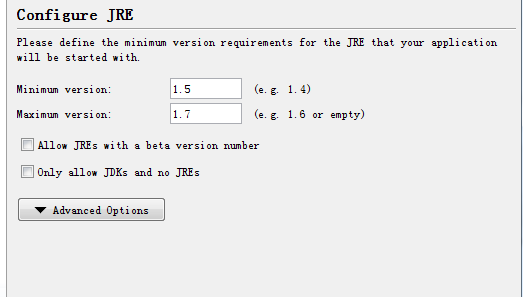 Configure JRE
Please define the minimum version requirements for the JRE that your application
will be started with.
Minimum version: 1.5 (e.g. 1.4)
Maximum version: 1.7 (e.g. 1.6 or empty)
Allow JREs with a beta version number
Only allow JDKs and no JREs
Advanced Options